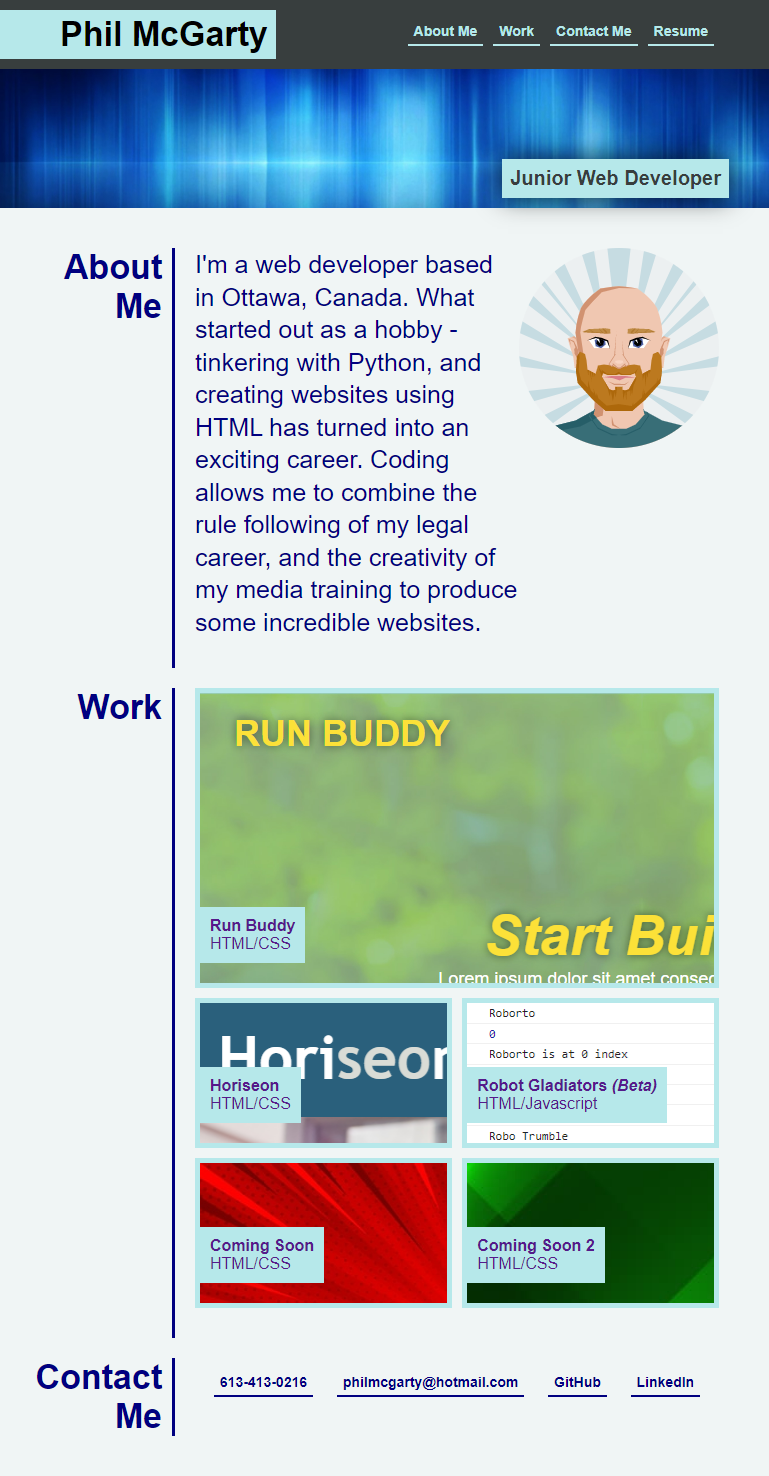 Phil McGarty
About Me Work Contact Me Resume
Junior Web Developer
About
Me
I'm a web developer based
in Ottawa, Canada. What
started out as a hobby -
tinkering with Python, and
creating websites using
HTML has turned into an
exciting career. Coding
allows me to combine the
rule following of my legal
career, and the creativity of
my media training to produce
some incredible websites.
Work
RUN BUDDY
Start Bui
Lorem ipsum dolor sit amet consec
Run Buddy
HTML/CSS
Horiseon
Horiseon
HTML/CSS
Roborto
0
Roborto is at 0 index
Robot Gladiators (Beta)
HTML/Javascript
Robo Trumble
Coming Soon
HTML/CSS
Coming Soon 2
HTML/CSS
Contact
Me
613-413-0216 philmcgarty@hotmail.com GitHub LinkedIn